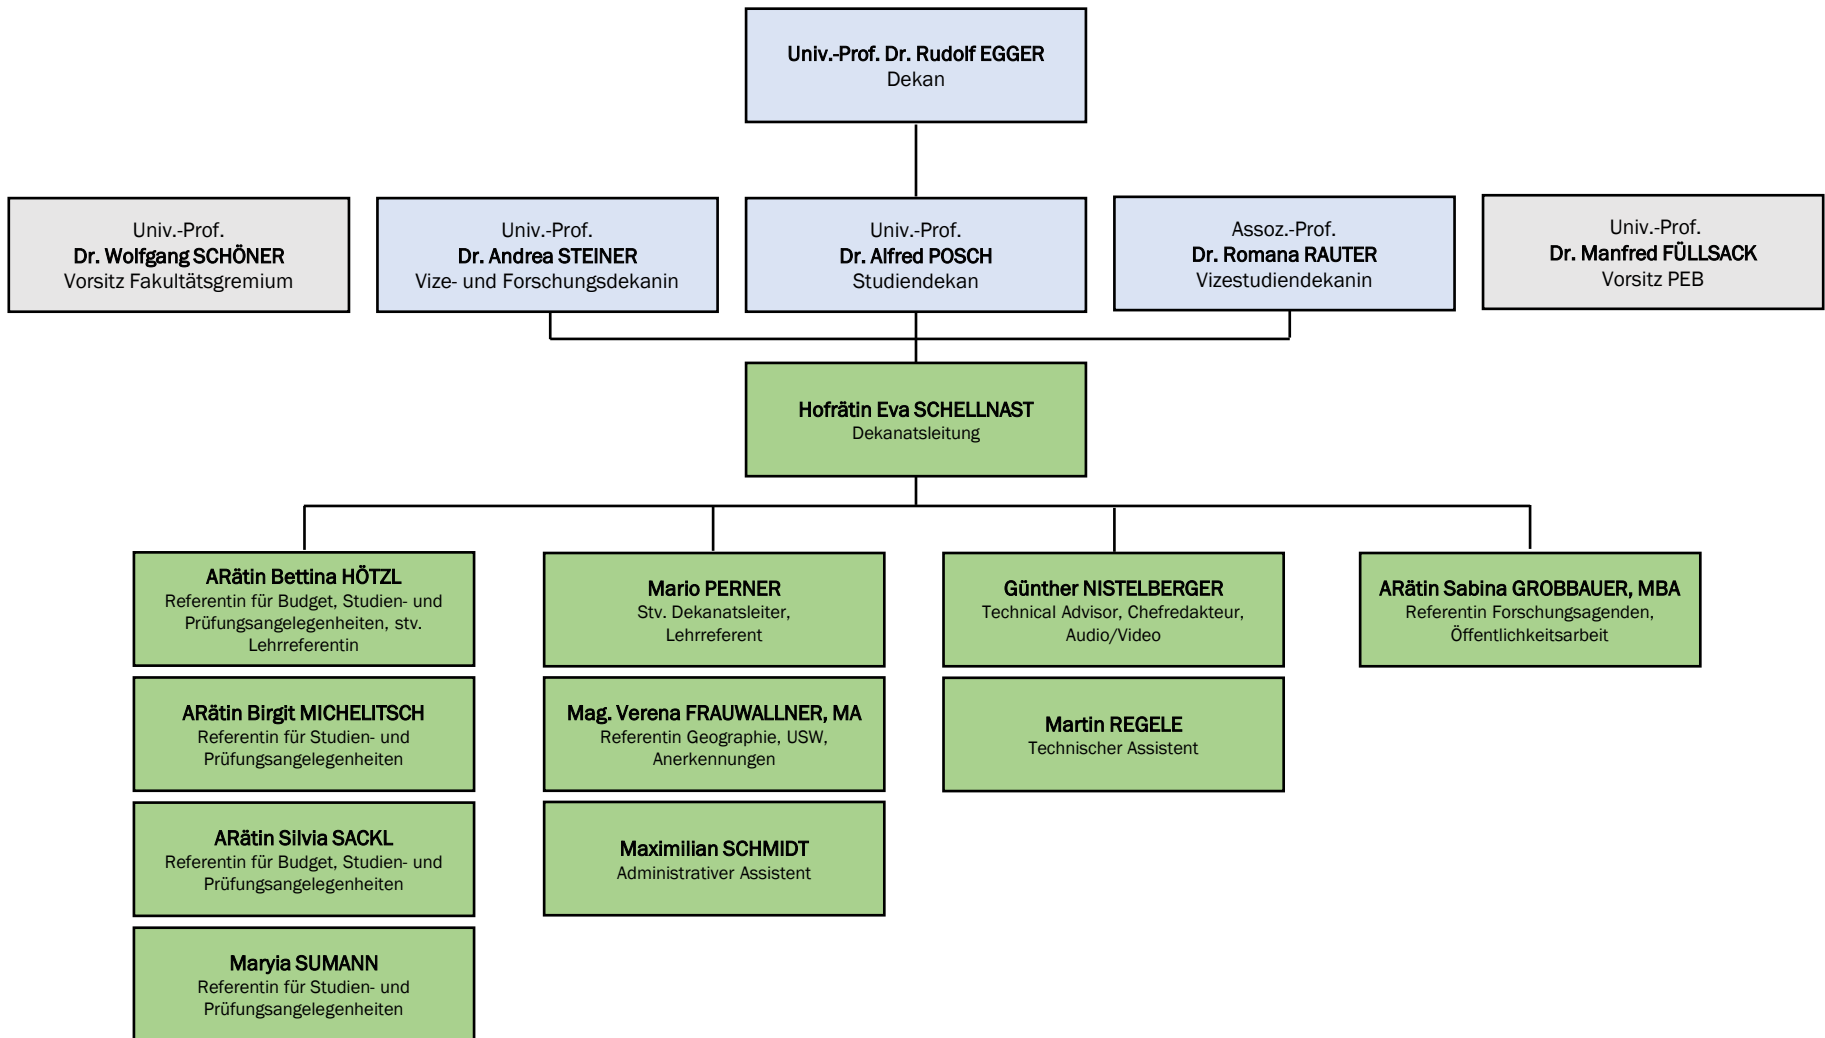 Univ.-Prof. Dr. Rudolf EGGER
Dekan
Univ.-Prof.
Dr. Wolfgang SCHÖNER
Vorsitz Fakultätsgremium
Univ.-Prof.
Dr. Andrea STEINER
Vize- und Forschungsdekanin
Univ.-Prof.
Dr. Alfred POSCH
Studiendekan
Assoz.-Prof.
Dr. Romana RAUTER
Vizestudiendekanin
Univ.-Prof.
Dr. Manfred FÜLLSACK
Vorsitz PEB
Hofrätin Eva SCHELLNAST
Dekanatsleitung
ARätin Bettina HÖTZL
Referentin für Budget, Studien- und
Prüfungsangelegenheiten, stv.
Lehrreferentin
ARätin Birgit MICHELITSCH
Referentin für Studien- und
Prüfungsangelegenheiten
ARätin Silvia SACKL
Referentin für Budget, Studien- und
Prüfungsangelegenheiten
Maryia SUMANN
Referentin für Studien- und
Prüfungsangelegenheiten
Mario PERNER
Stv. Dekanatsleiter,
Lehrreferent
Mag. Verena FRAUWALLNER, MA
Referentin Geographie, USW,
Anerkennungen
Maximilian SCHMIDT
Administrativer Assistent
Günther NISTELBERGER
Technical Advisor, Chefredakteur,
Audio/Video
Martin REGELE
Technischer Assistent
ARätin Sabina GROBBAUER, MBA
Referentin Forschungsagenden,
Öffentlichkeitsarbeit